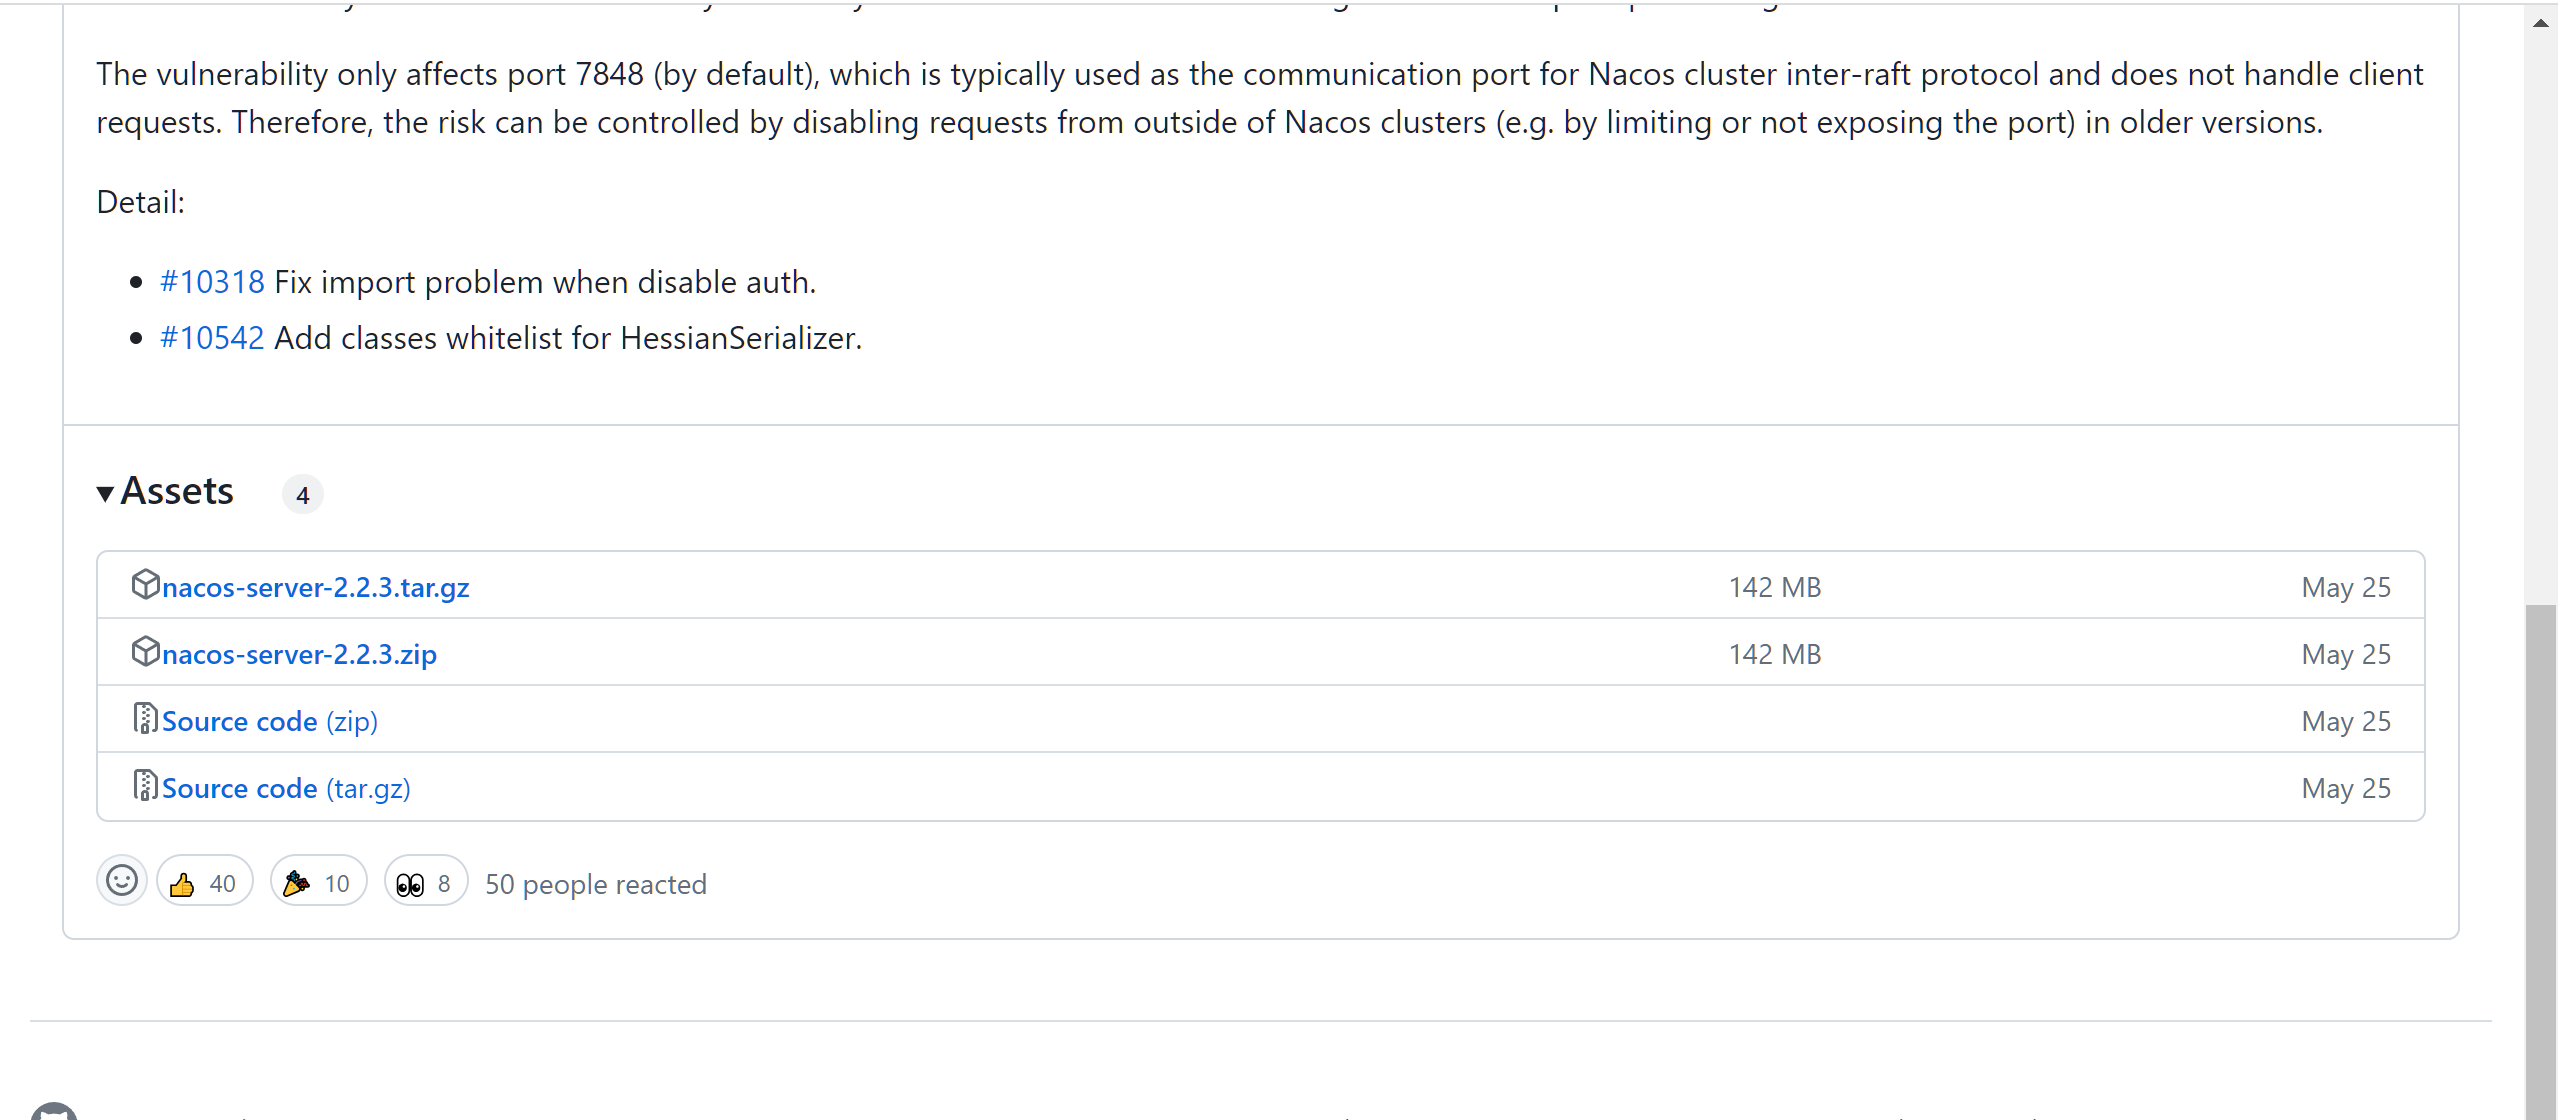 The vulnerability only affects port 7848 (by default), which is typically used as the communication port for Nacos cluster inter-raft protocol and does not handle client
requests. Therefore, the risk can be controlled by disabling requests from outside of Nacos clusters (e.g. by limiting or not exposing the port) in older versions.
Detail:
#10318 Fix import problem when disable auth.
#10542 Add classes whitelist for HessianSerializer.
Assets 4
nacos-server-2.2.3.tar.gz 142 MB May 25
nacos-server-2.2.3.zip 142 MB May 25
Source code (zip) May 25
Source code (tar.gz) May 25
40 10 8 50 people reacted